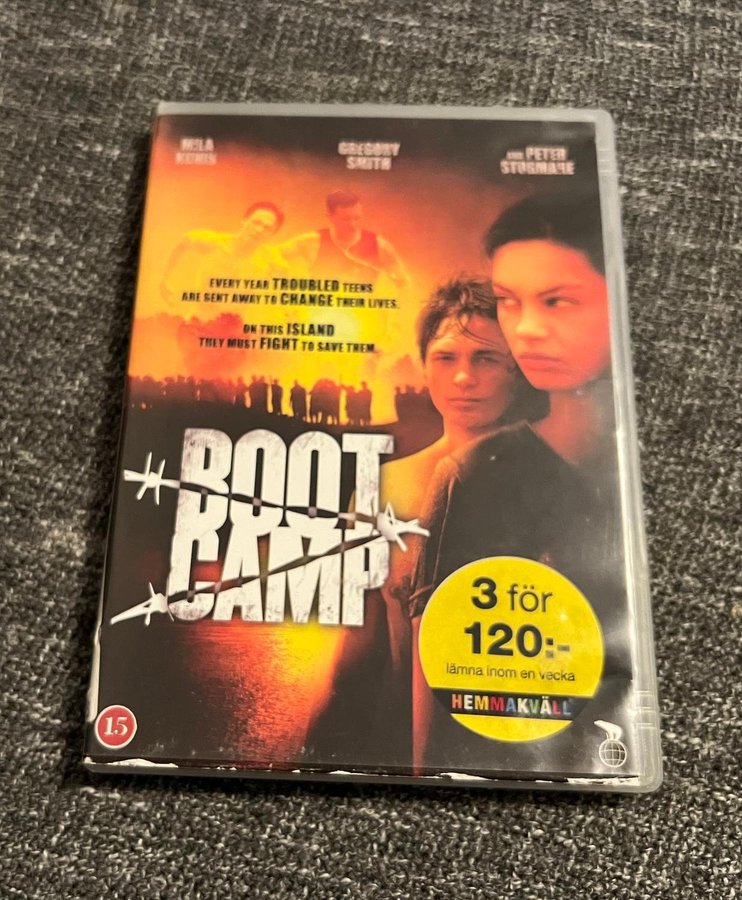 MILA
KUNIS
GREGORY
SMITH
AND PETER
STORMARE
EVERY YEAR TROUBLED TEENS
ARE SENT AWAY TO CHANGE THEIR LIVES.
ON THIS ISLAND
THEY MUST FIGHT TO SAVE THEM.
BOOT
CAMP
3 för
120:-
lämna inom en vecka
HEMMAKVÄLL
15